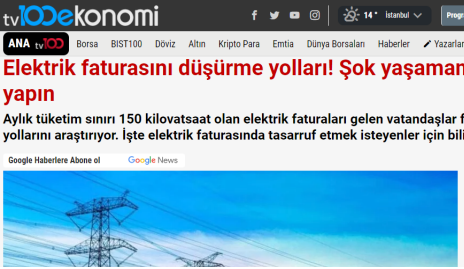 tv100ekonomi
14° İstanbul
ANA tv100 Borsa BIST100 Döviz Altın Kripto Para Emtia Dünya Borsaları Haberler Yazarlar
Elektrik faturasını düşürme yolları! Şok
yapın
Aylık tüketim sınırı 150 kilovatsaat olan elektrik faturaları gelen vatandaşlar
yollarını araştırıyor. İşte elektrik faturasında tasarruf etmek isteyenler için
Google Haberlere Abone ol Google News